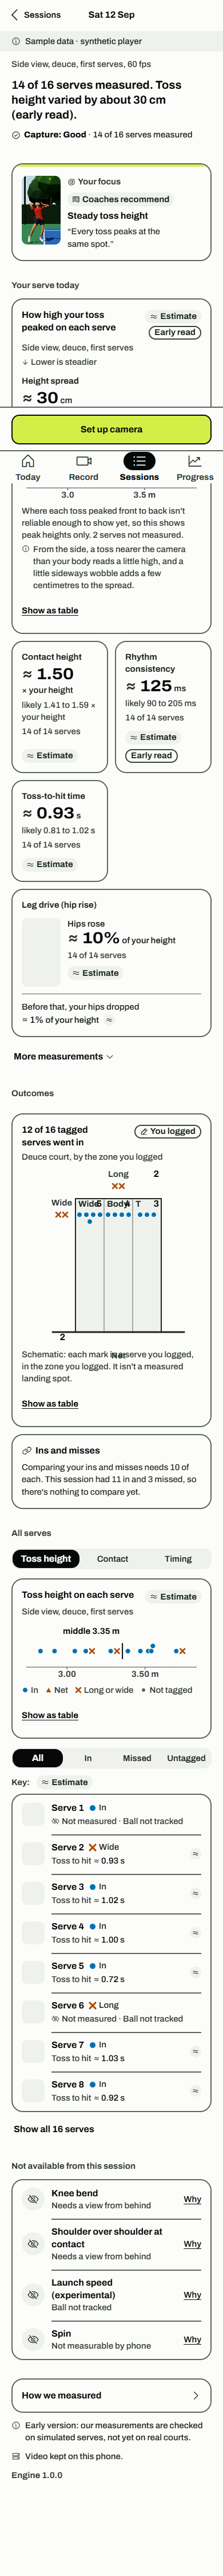 Sessions
Sat 12 Sep
Sample data · synthetic player
Side view, deuce, first serves, 60 fps
14 of 16 serves measured. Toss
height varied by about 30 cm
(early read).
Capture: Good · 14 of 16 serves measured
Your focus
Coaches recommend
Steady toss height
“Every toss peaks at the
same spot.”
Your serve today
How high your toss
peaked on each serve
≈ Estimate
Early read
Side view, deuce, first serves
↓ Lower is steadier
Height spread
≈ 30 cm
Set up camera
Today
Record
Sessions
Progress
3.0
3.5 m
Where each toss peaked front to back isn't
reliable enough to show yet, so this shows
peak heights only. 2 serves not measured.
From the side, a toss nearer the camera
than your body reads a little high, and a
little sideways wobble adds a few
centimetres to the spread.
Show as table
Contact height
≈ 1.50
× your height
likely 1.41 to 1.59 ×
your height
14 of 14 serves
≈ Estimate
Rhythm
consistency
≈ 125 ms
likely 90 to 205 ms
14 of 14 serves
≈ Estimate
Early read
Toss-to-hit time
≈ 0.93 s
likely 0.81 to 1.02 s
14 of 14 serves
≈ Estimate
Leg drive (hip rise)
Hips rose
≈ 10% of your height
14 of 14 serves
≈ Estimate
Before that, your hips dropped
≈ 1% of your height ≈
More measurements
Outcomes
12 of 16 tagged
serves went in
You logged
Deuce court, by the zone you logged
Long
2
Wide
Wide
Body
T
3
2
Schematic: each mark is a serve you logged,
in the zone you logged. It isn't a measured
landing spot.
Show as table
Ins and misses
Comparing your ins and misses needs 10 of
each. This session had 11 in and 3 missed, so
there's nothing to compare yet.
All serves
Toss height
Contact
Timing
Toss height on each serve
≈ Estimate
Side view, deuce, first serves
middle 3.35 m
3.00
3.50 m
In
Net
Long or wide
Not tagged
Show as table
All
In
Missed
Untagged
Key:
≈ Estimate
Serve 1 In
Not measured · Ball not tracked
Serve 2 Wide
Toss to hit ≈ 0.93 s
≈
Serve 3 In
Toss to hit ≈ 1.02 s
≈
Serve 4 In
Toss to hit ≈ 1.00 s
≈
Serve 5 In
Toss to hit ≈ 0.72 s
≈
Serve 6 Long
Not measured · Ball not tracked
Serve 7 In
Toss to hit ≈ 1.03 s
≈
Serve 8 In
Toss to hit ≈ 0.92 s
≈
Show all 16 serves
Not available from this session
Knee bend
Needs a view from behind
Why
Shoulder over shoulder at
contact
Needs a view from behind
Why
Launch speed
(experimental)
Ball not tracked
Why
Spin
Not measurable by phone
Why
How we measured
Early version: our measurements are checked
on simulated serves, not yet on real courts.
Video kept on this phone.
Engine 1.0.0